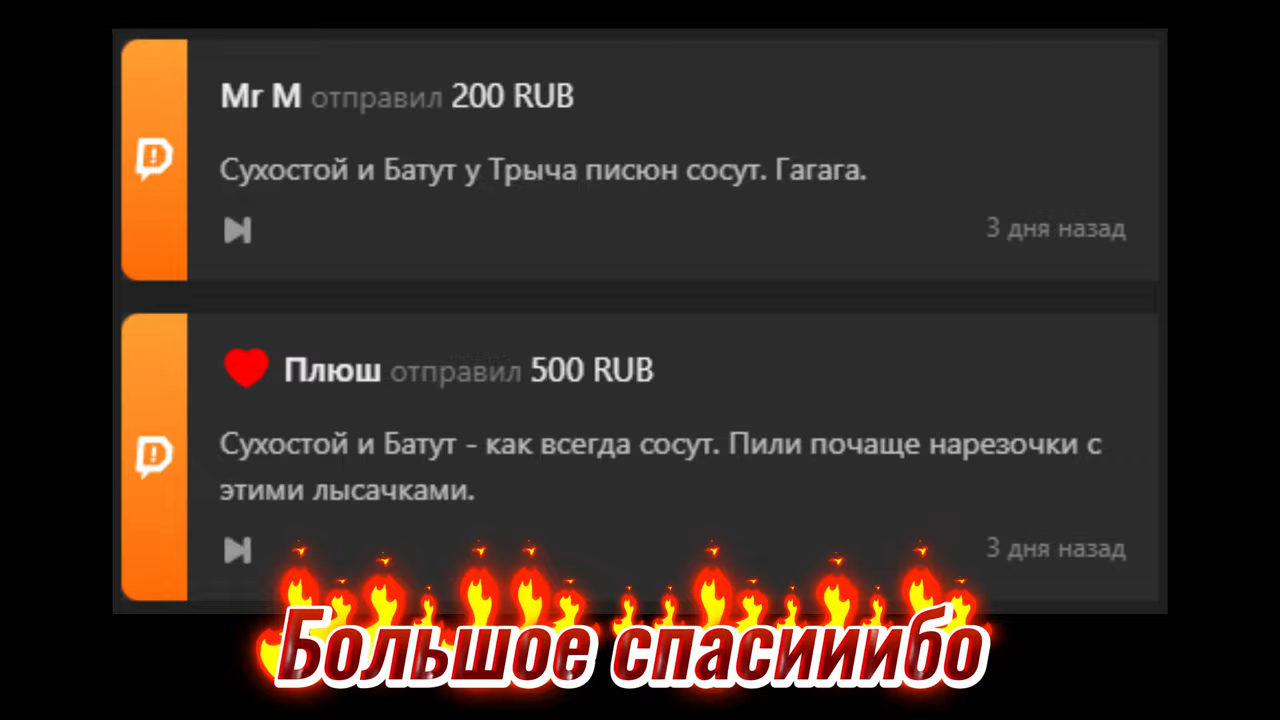 Mr M отправил 200 RUB
Сухостой и Батут у Трыча писюн сосут. Гагага.
3 дня назад
Плюш отправил 500 RUB
Сухостой и Батут - как всегда сосут. Пили почаще нарезочки с
этими лысачками.
3 дня назад
Большое спасииибо